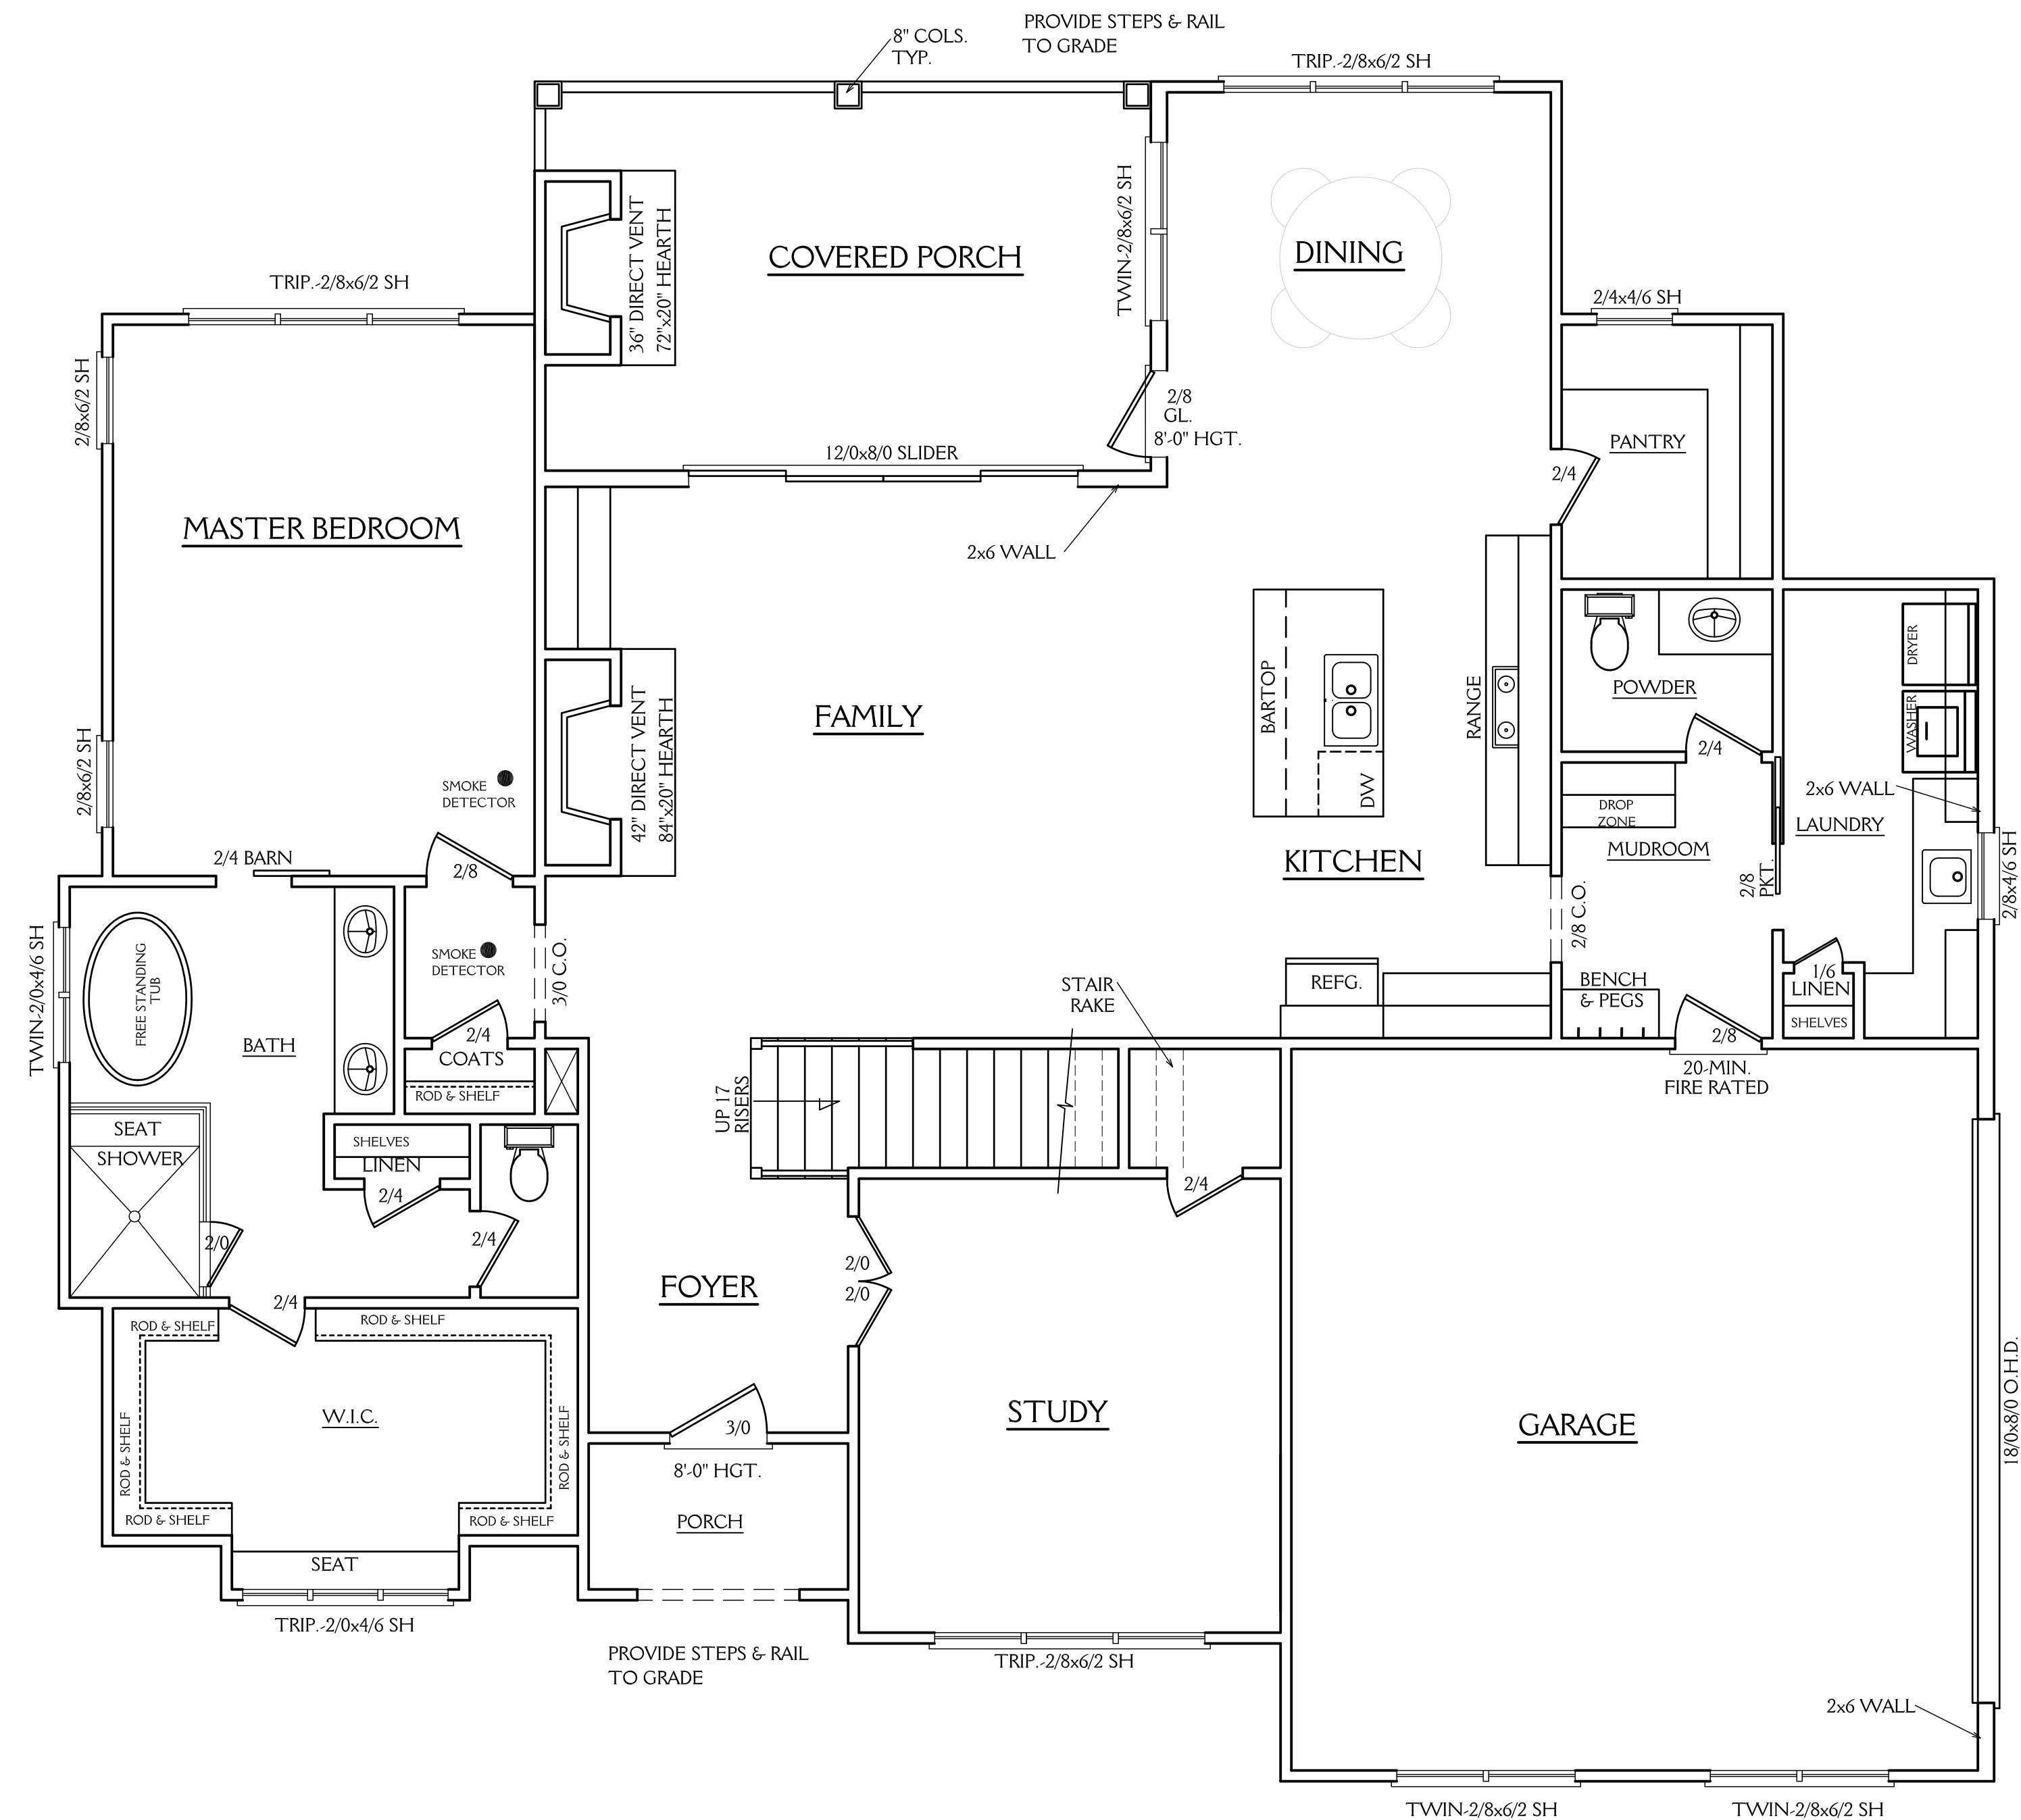 PROVIDE STEPS & RAIL
TO GRADE
8" COLS.
TYP.
TRIP.-2/8x6/2 SH
TWIN-2/8x6/2 SH
36" DIRECT VENT
72"x20" HEARTH
COVERED PORCH
DINING
TRIP.-2/8x6/2 SH
2/4x4/6 SH
2/8x6/2 SH
2/8
GL.
8'-0" HGT.
12/0x8/0 SLIDER
PANTRY
2/4
MASTER BEDROOM
2x6 WALL
FAMILY
BARTOP
DW
RANGE
POWDER
2/4
DRYER
WASHER
2/8x6/2 SH
SMOKE
DETECTOR
42" DIRECT VENT
84"x20" HEARTH
2x6 WALL
DROP
ZONE
LAUNDRY
MUDROOM
KITCHEN
2/4 BARN
2/8
2/8
PKT.
2/8 C.O.
2/8x4/6 SH
TWIN-2/0x4/6 SH
FREE STANDING
TUB
SMOKE
DETECTOR
3/0 C.O.
REFG.
STAIR
RAKE
BENCH
& PEGS
1/6
LINEN
SHELVES
BATH
2/4
COATS
ROD & SHELF
UP 17
RISERS
2/8
20-MIN.
FIRE RATED
SEAT
SHOWER
SHELVES
LINEN
2/4
2/4
2/4
2/0
2/0
2/0
FOYER
2/4
ROD & SHELF
ROD & SHELF
ROD & SHELF
W.I.C.
ROD & SHELF
ROD & SHELF
ROD & SHELF
3/0
8'-0" HGT.
PORCH
STUDY
GARAGE
18/0x8/0 O.H.D.
SEAT
TRIP.-2/0x4/6 SH
PROVIDE STEPS & RAIL
TO GRADE
TRIP.-2/8x6/2 SH
2x6 WALL
TWIN-2/8x6/2 SH
TWIN-2/8x6/2 SH